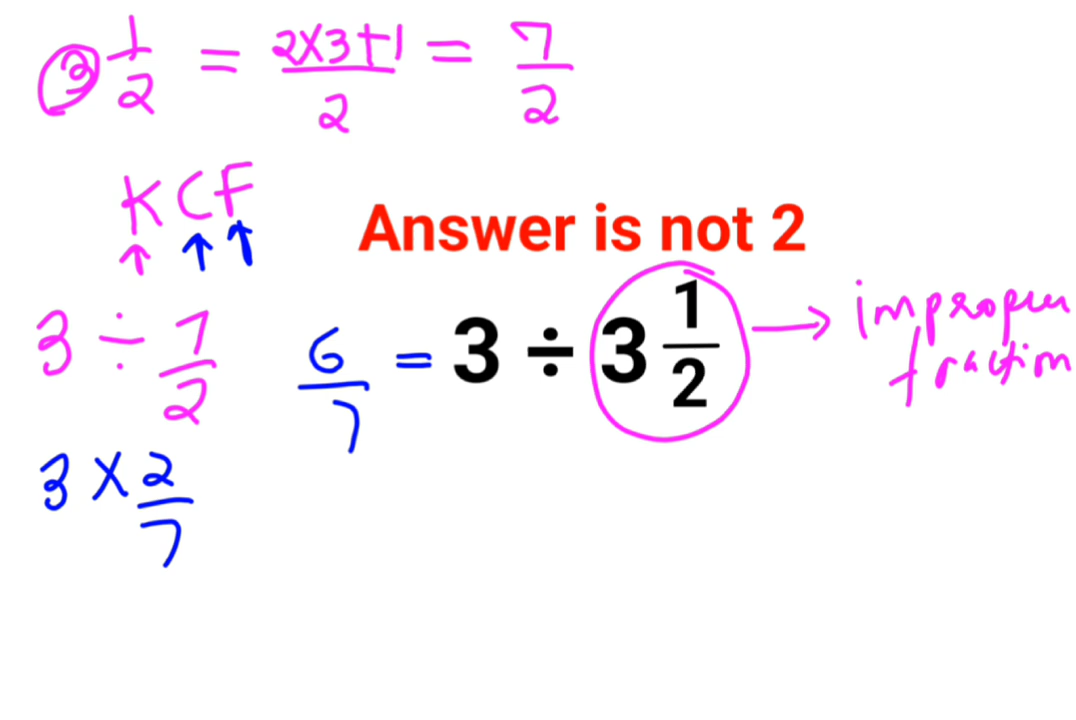 3 1/2 = 2x3+1/2 = 7/2
KCF
Answer is not 2
3 ÷ 7/2
6/7 = 3 ÷ 3 1/2 → improper fraction
3 × 2/7